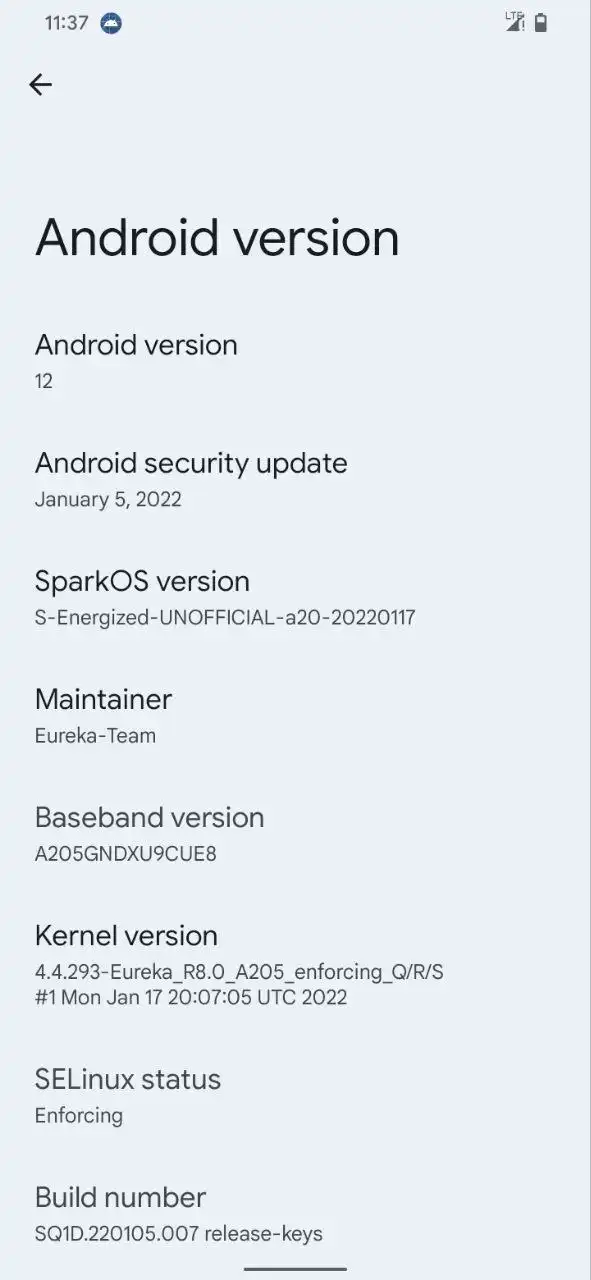 11:37
LTE
Android version
Android version
12
Android security update
January 5, 2022
SparkOS version
S-Energized-UNOFFICIAL-a20-20220117
Maintainer
Eureka-Team
Baseband version
A205GNDXU9CUE8
Kernel version
4.4.293-Eureka_R8.0_A205_enforcing_Q/R/S
#1 Mon Jan 17 20:07:05 UTC 2022
SELinux status
Enforcing
Build number
SQ1D.220105.007 release-keys